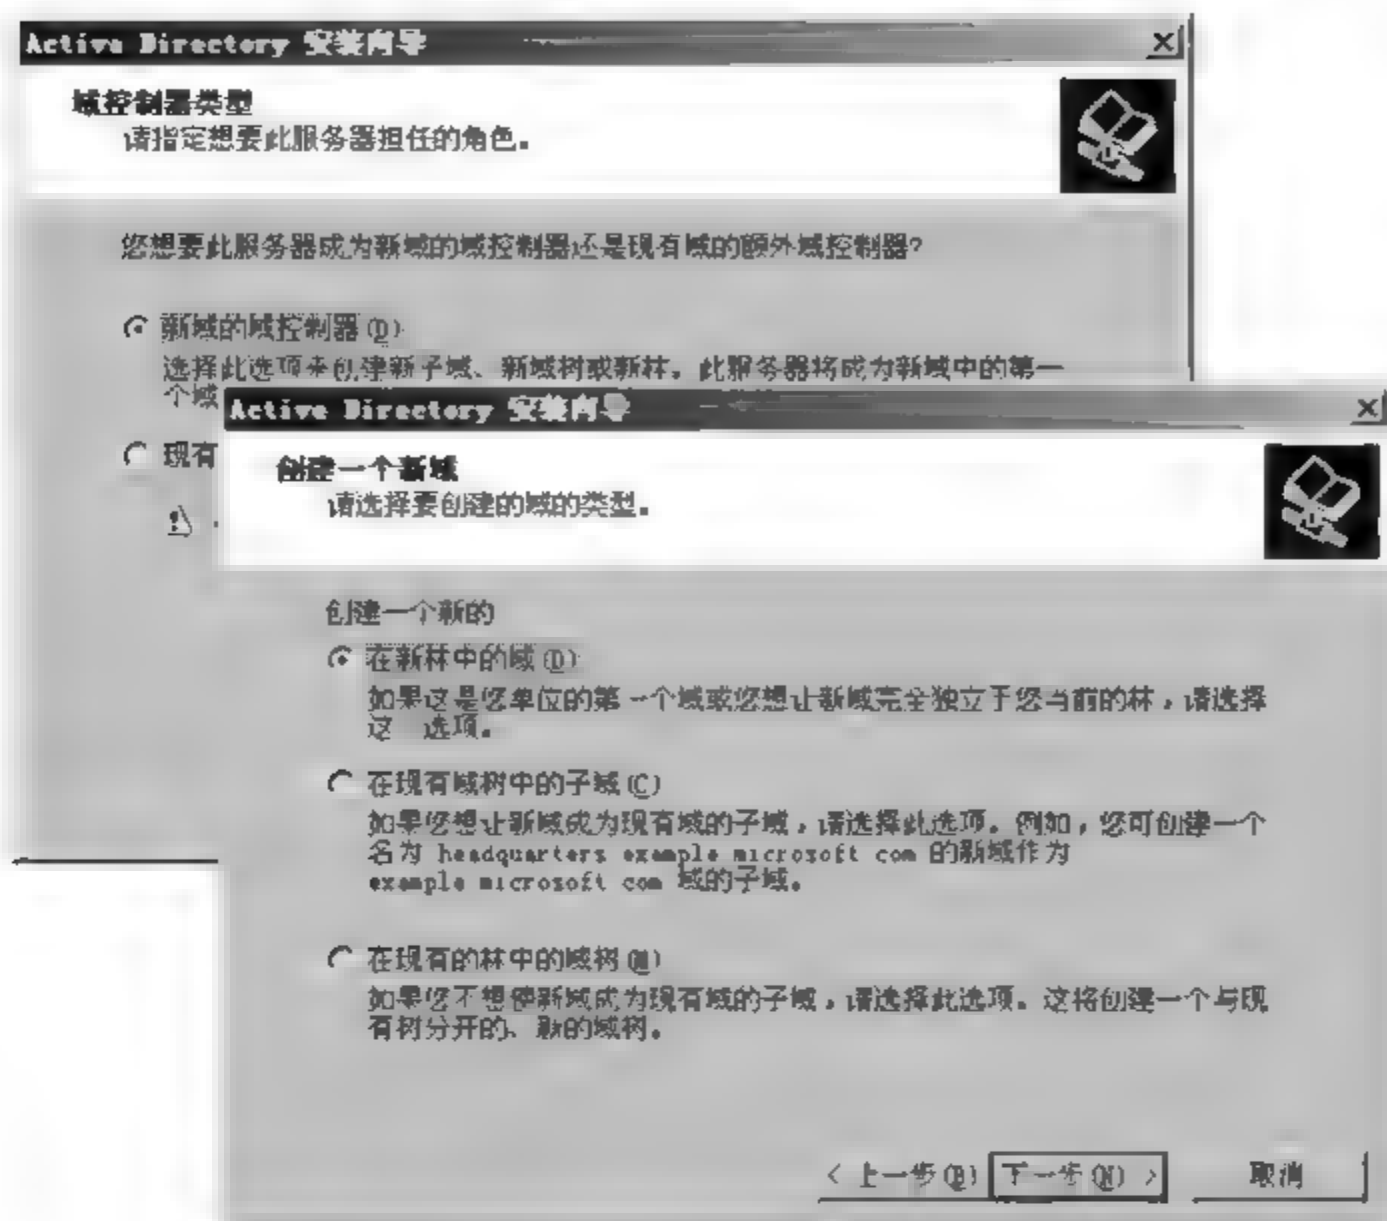 Active Directory 安装向导
域控制器类型
请指定想要此服务器担任的角色。
您想要此服务器成为新域的域控制器还是现有域的额外域控制器?
新域的域控制器(D)
选择此选项来创建新子域、新域树或新林。此服务器将成为新域中的第一
个域
现有
Active Directory 安装向导
创建一个新域
请选择要创建的域的类型。
创建一个新的
在新林中的域(D)
如果这是您单位的第一个域或您想让新域完全独立于您当前的林,请选择
这 选项。
在现有域树中的子域(C)
如果您想让新域成为现有域的子域,请选择此选项。例如,您可创建一个
名为 headquarters example microsoft com 的新域作为
example microsoft com 域的子域。
在现有的林中的域树(N)
如果您不想使新域成为现有域的子域,请选择此选项。这将创建一个与现
有树分开的、新的域树。
< 上一步(B) 下一步(N) > 取消